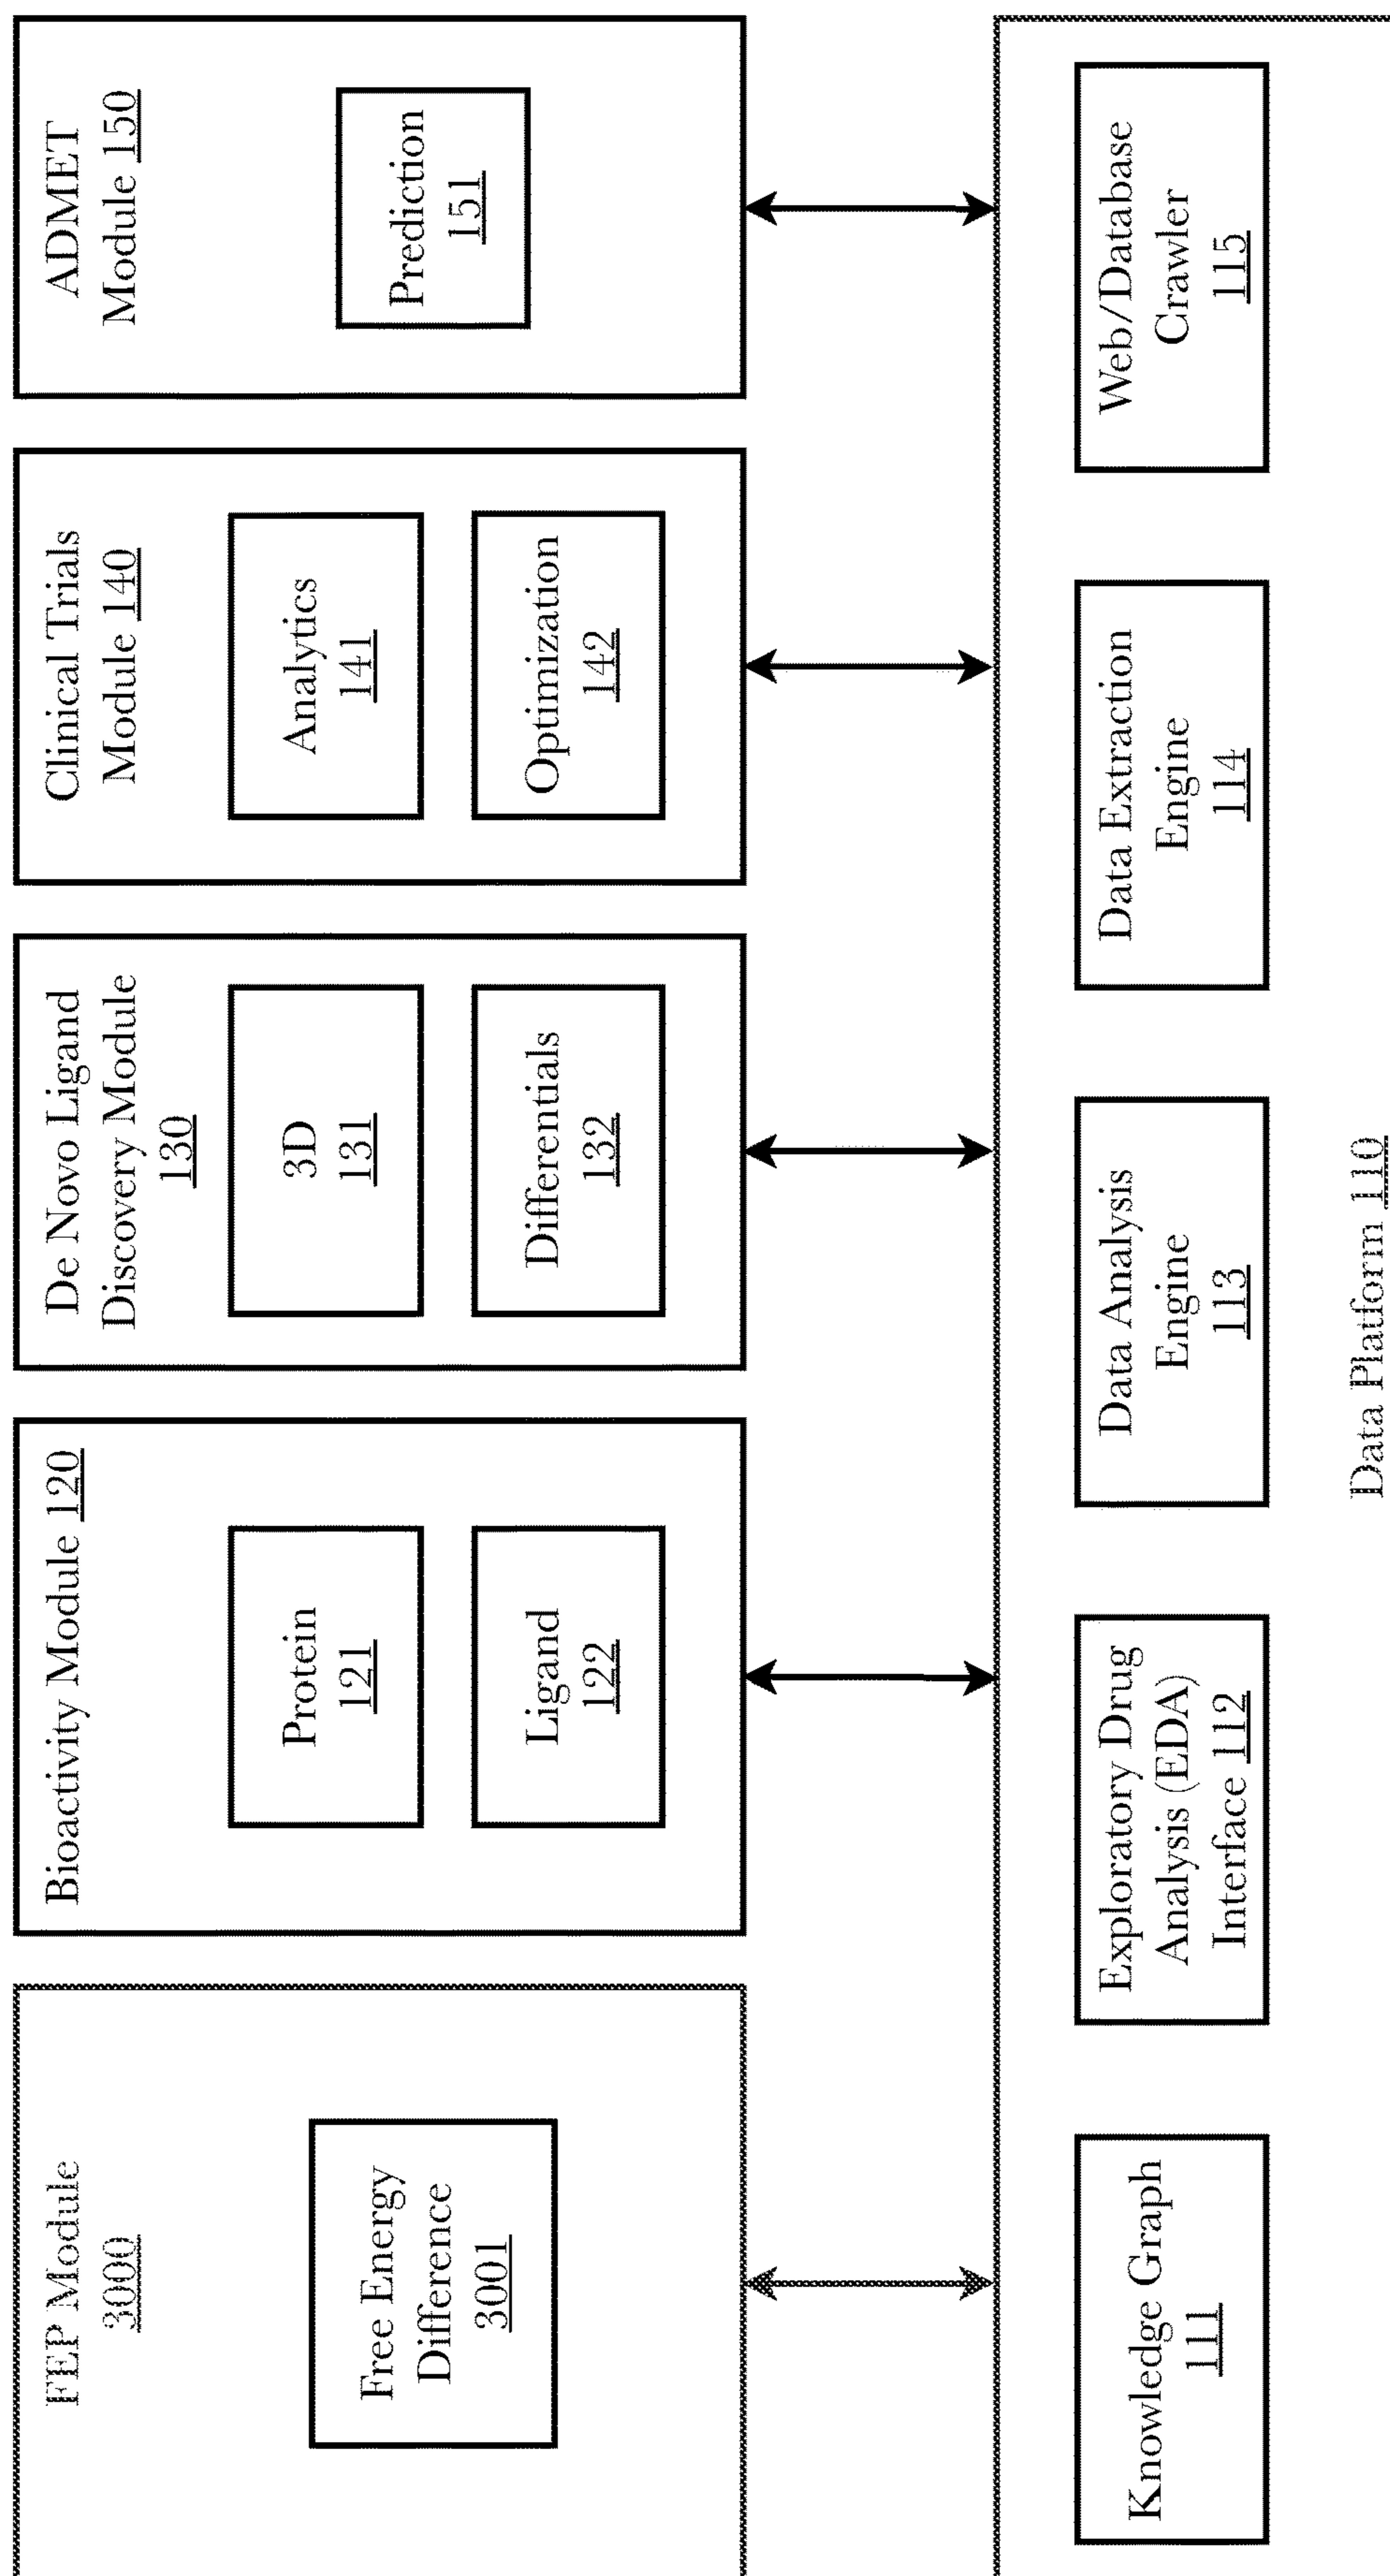 FEP Module
3000
Free Energy
Difference
3001
Bioactivity Module 120
Protein
121
Ligand
122
De Novo Ligand
Discovery Module
130
3D
131
Differentials
132
Clinical Trials
Module 140
Analytics
141
Optimization
142
ADMET
Module 150
Prediction
151
Knowledge Graph
111
Exploratory Drug
Analysis (EDA)
Interface 112
Data Analysis
Engine
113
Data Extraction
Engine
114
Web/Database
Crawler
115
Data Platform 110